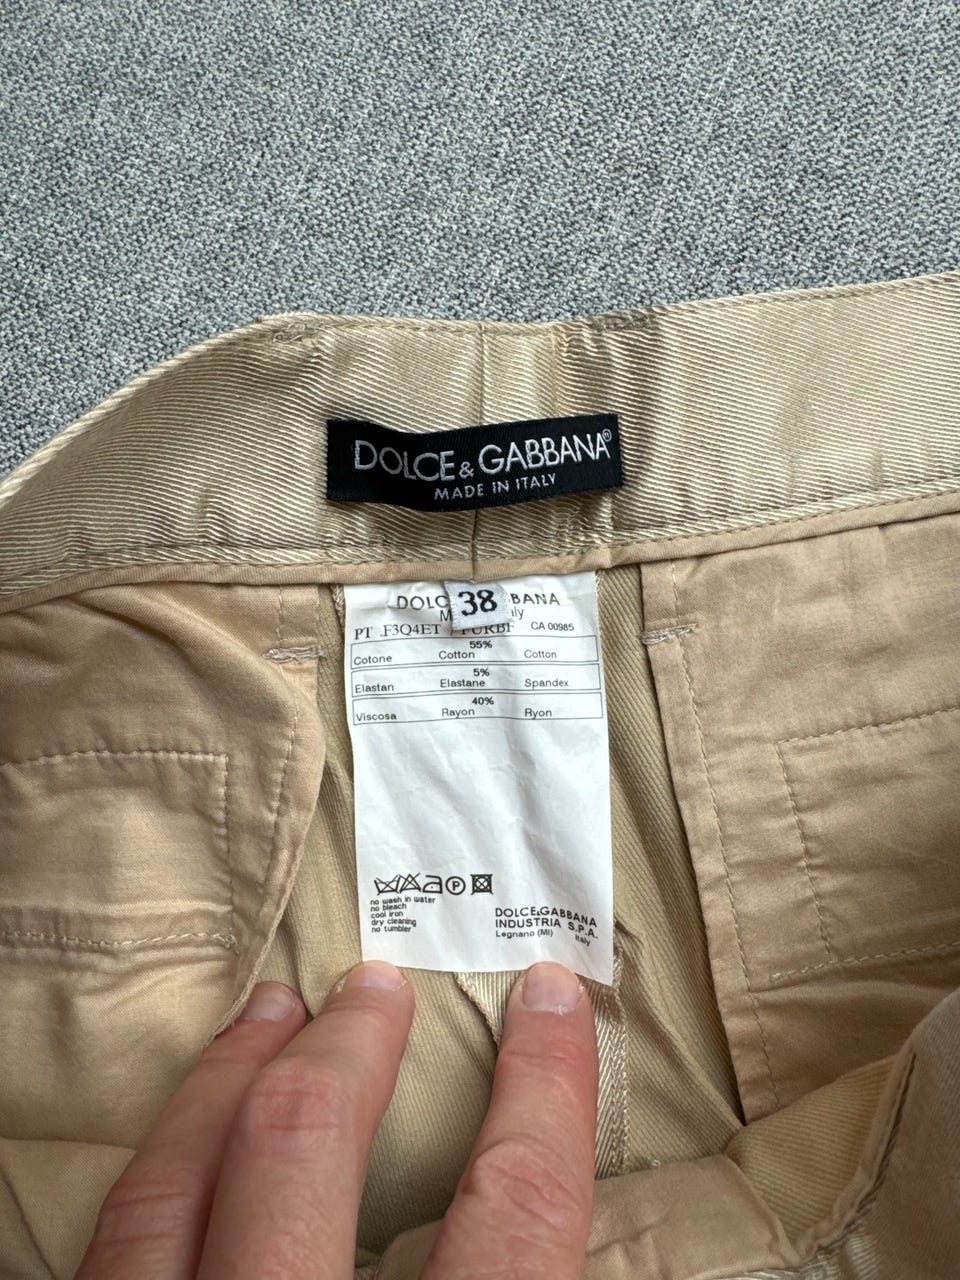 DOLCE & GABBANA®
MADE IN ITALY
38
PT .F3Q4ET CA 00985
55%
Cotone Cotton Cotton
5%
Elastan Elastane Spandex
40%
Viscosa Rayon Ryon
P
no wash in water
no bleach
cool iron
dry cleaning
no tumbler
DOLCE&GABBANA
INDUSTRIA S.P.A.
Legnano (MI) Italy